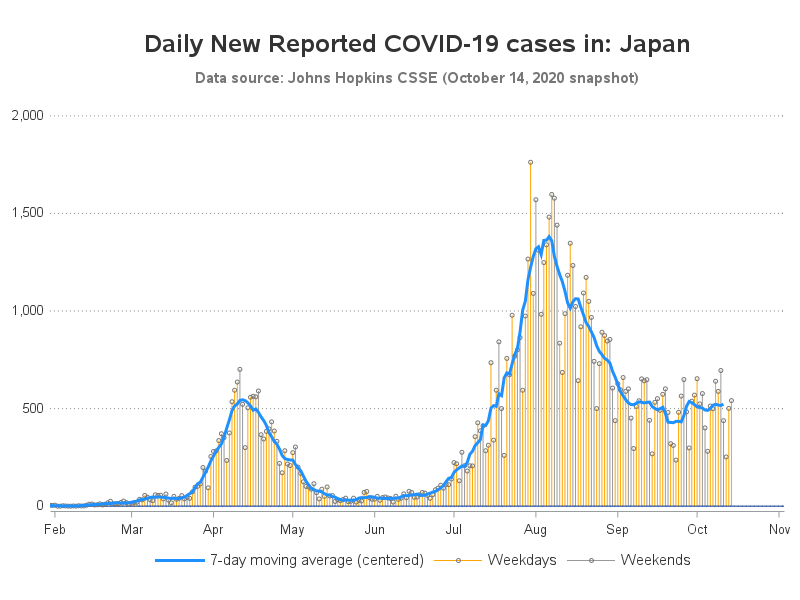 Daily New Reported COVID-19 cases in: Japan
Data source: Johns Hopkins CSSE (October 14, 2020 snapshot)
2,000
1,500
1,000
500
0
Feb Mar Apr May Jun Jul Aug Sep Oct Nov
7-day moving average (centered) Weekdays Weekends